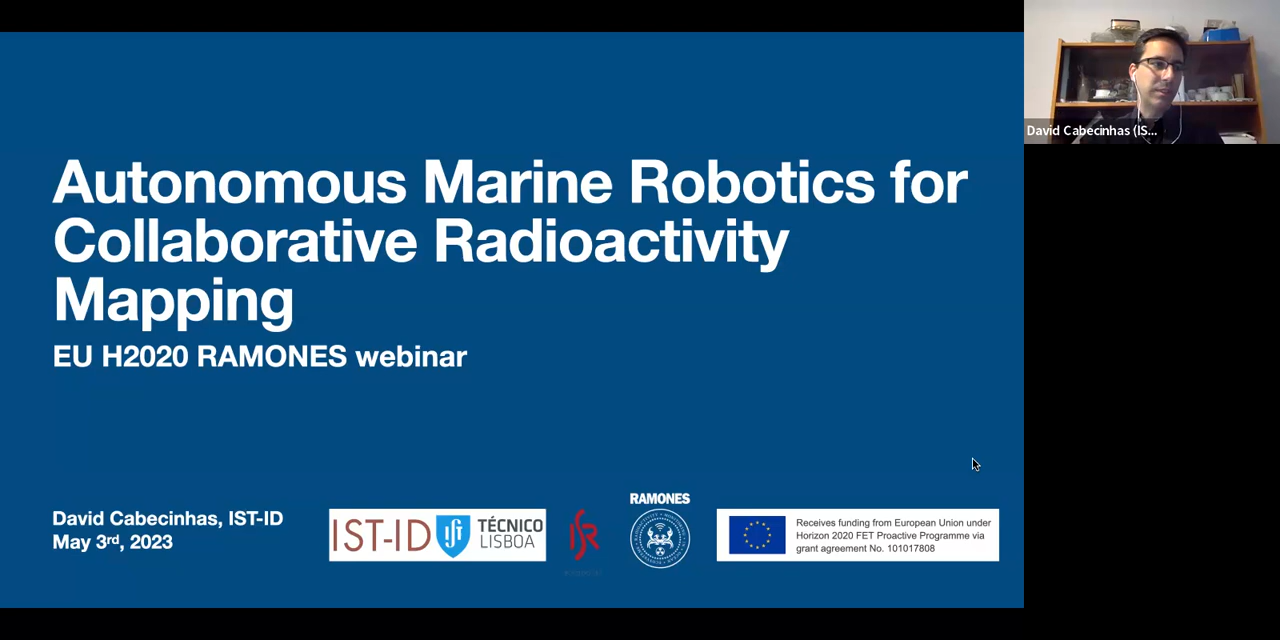 Autonomous Marine Robotics for
Collaborative Radioactivity
Mapping
EU H2020 RAMONES webinar
David Cabecinhas, IST-ID
May 3rd, 2023
IST-ID
TÉCNICO
LISBOA
ISR
RAMONES
Receives funding from European Union under
Horizon 2020 FET Proactive Programme via
grant agreement No. 101017808
David Cabecinhas (IS...